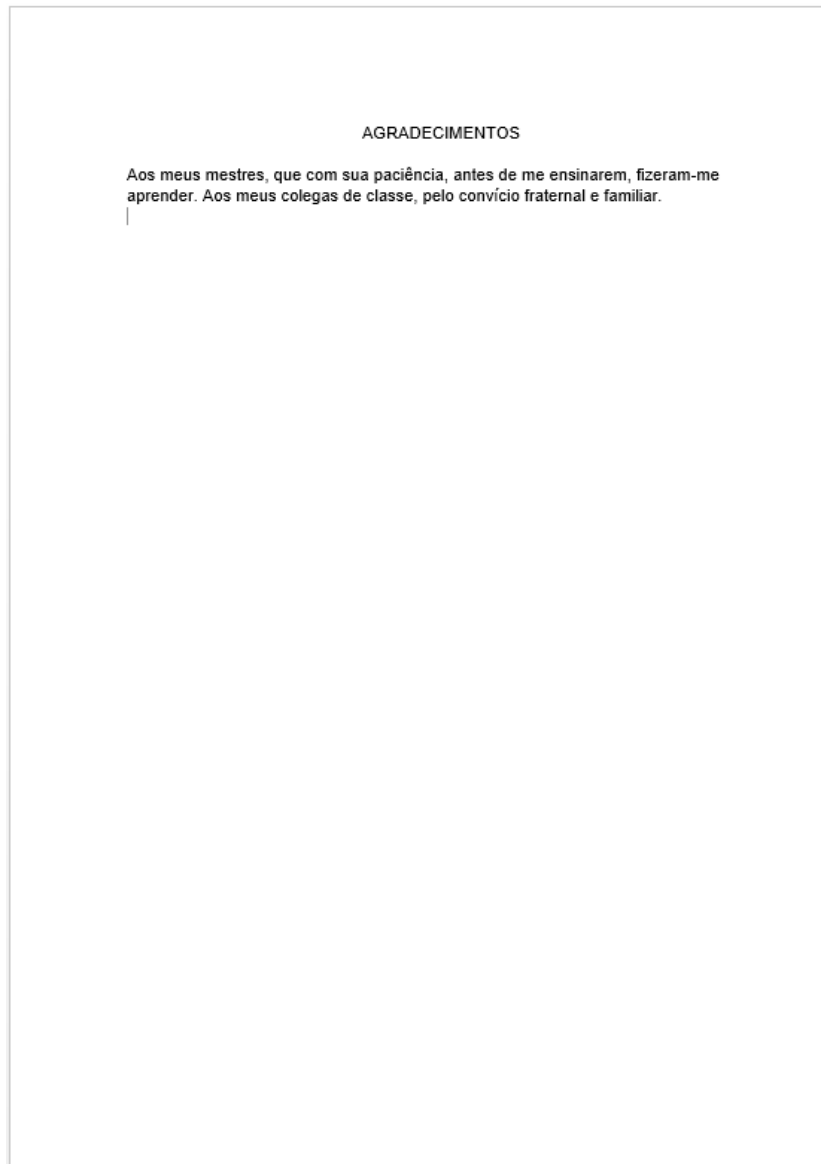 AGRADECIMENTOS
Aos meus mestres, que com sua paciência, antes de me ensinarem, fizeram-me
aprender. Aos meus colegas de classe, pelo convício fraternal e familiar.